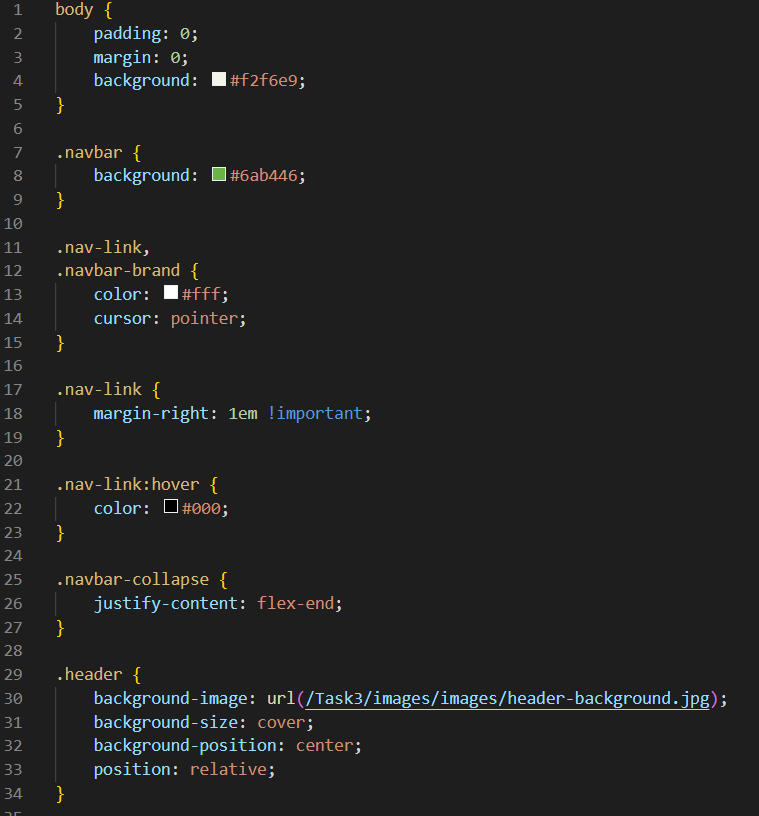 1 body {
2     padding: 0;
3     margin: 0;
4     background: #f2f6e9;
5 }
6
7 .navbar {
8     background: #6ab446;
9 }
10
11 .nav-link,
12 .navbar-brand {
13     color: #fff;
14     cursor: pointer;
15 }
16
17 .nav-link {
18     margin-right: 1em !important;
19 }
20
21 .nav-link:hover {
22     color: #000;
23 }
24
25 .navbar-collapse {
26     justify-content: flex-end;
27 }
28
29 .header {
30     background-image: url(/Task3/images/images/header-background.jpg);
31     background-size: cover;
32     background-position: center;
33     position: relative;
34 }